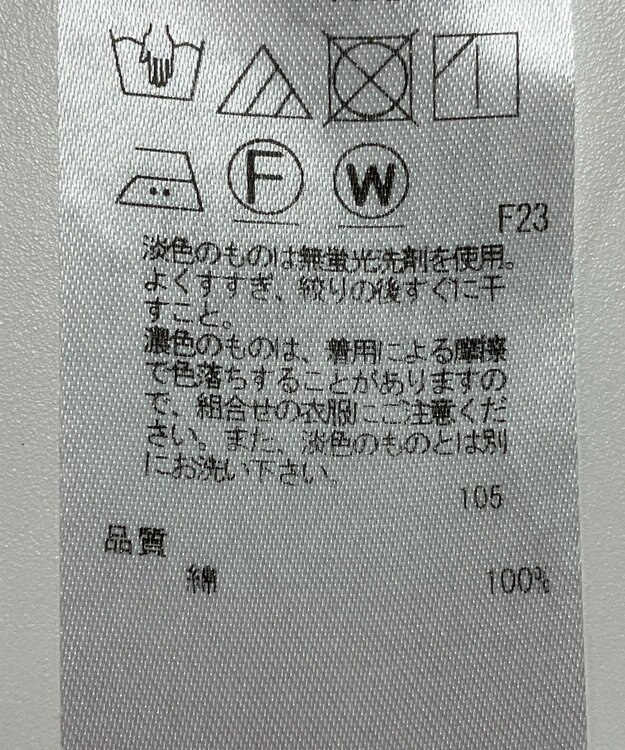 F
W
F23
淡色のものは無蛍光洗剤を使用。
よくすすぎ、絞りの後すぐに干
すこと。
濃色のものは、着用による摩擦
で色落ちすることがありますの
で、組合せの衣服にご注意くだ
さい。また、淡色のものとは別
にお洗い下さい。
105
品質
綿 100%